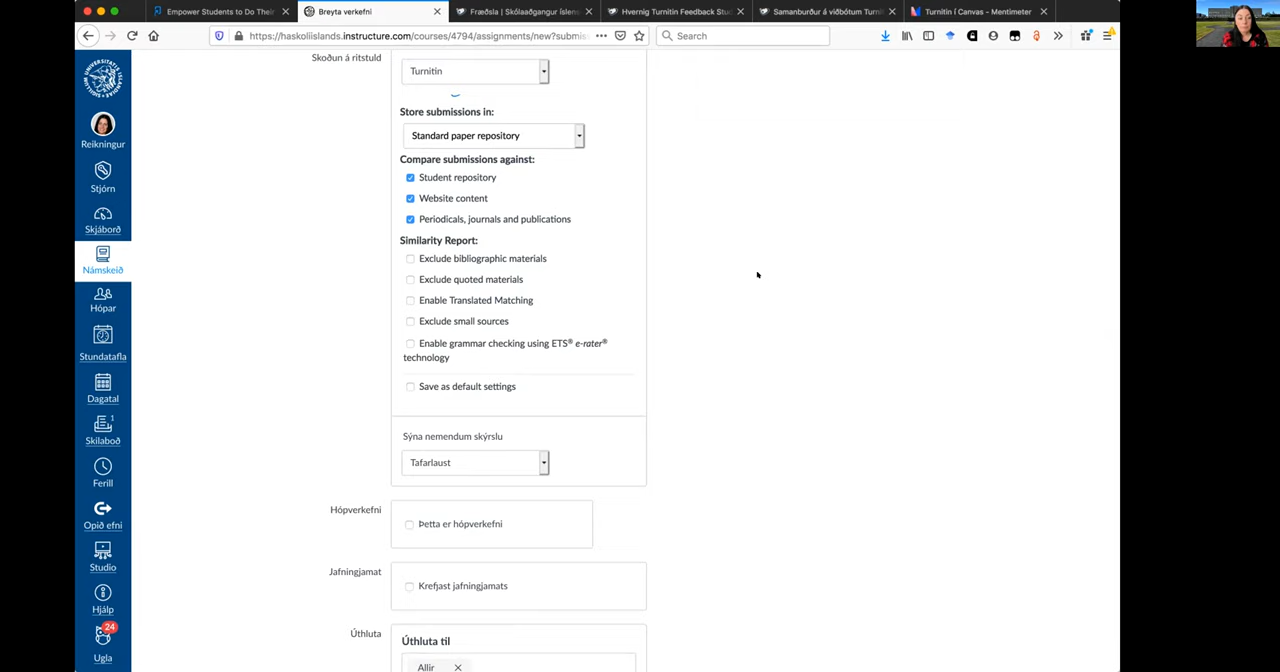 Empower Students to Do Their
Breyta verkefni
Fræðsla | Skólaaðgangur íslens
Hvernig Turnitin Feedback Stu
Samanburður á viðbótum Turni
Turnitin í Canvas - Mentimeter
https://haskoliislands.instructure.com/courses/4794/assignments/new?submis
Search
Reikningur
Stjórn
Skjáborð
Námskeið
Hópar
Stundatafla
Dagatal
1
Skilaboð
Ferill
Opið efni
Studio
Hjálp
24
Ugla
Skoðun á ritstuld
Turnitin
Store submissions in:
Standard paper repository
Compare submissions against:
Student repository
Website content
Periodicals, journals and publications
Similarity Report:
Exclude bibliographic materials
Exclude quoted materials
Enable Translated Matching
Exclude small sources
Enable grammar checking using ETS® e-rater®
technology
Save as default settings
Sýna nemendum skýrslu
Tafarlaust
Hópverkefni
Þetta er hópverkefni
Jafningjamat
Krefjast jafningjamats
Úthluta
Úthluta til
Allir